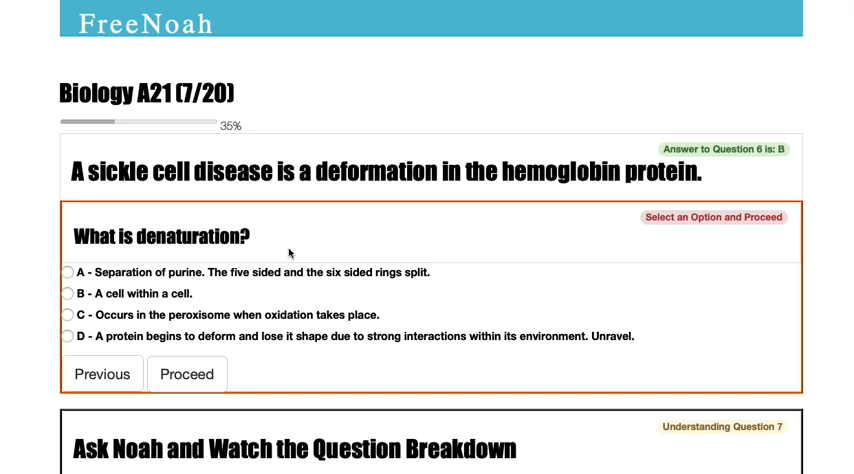 FreeNoah
Biology A21 (7/20)
35%
Answer to Question 6 is: B
A sickle cell disease is a deformation in the hemoglobin protein.
Select an Option and Proceed
What is denaturation?
A - Separation of purine. The five sided and the six sided rings split.
B - A cell within a cell.
C - Occurs in the peroxisome when oxidation takes place.
D - A protein begins to deform and lose it shape due to strong interactions within its environment. Unravel.
Previous Proceed
Understanding Question 7
Ask Noah and Watch the Question Breakdown